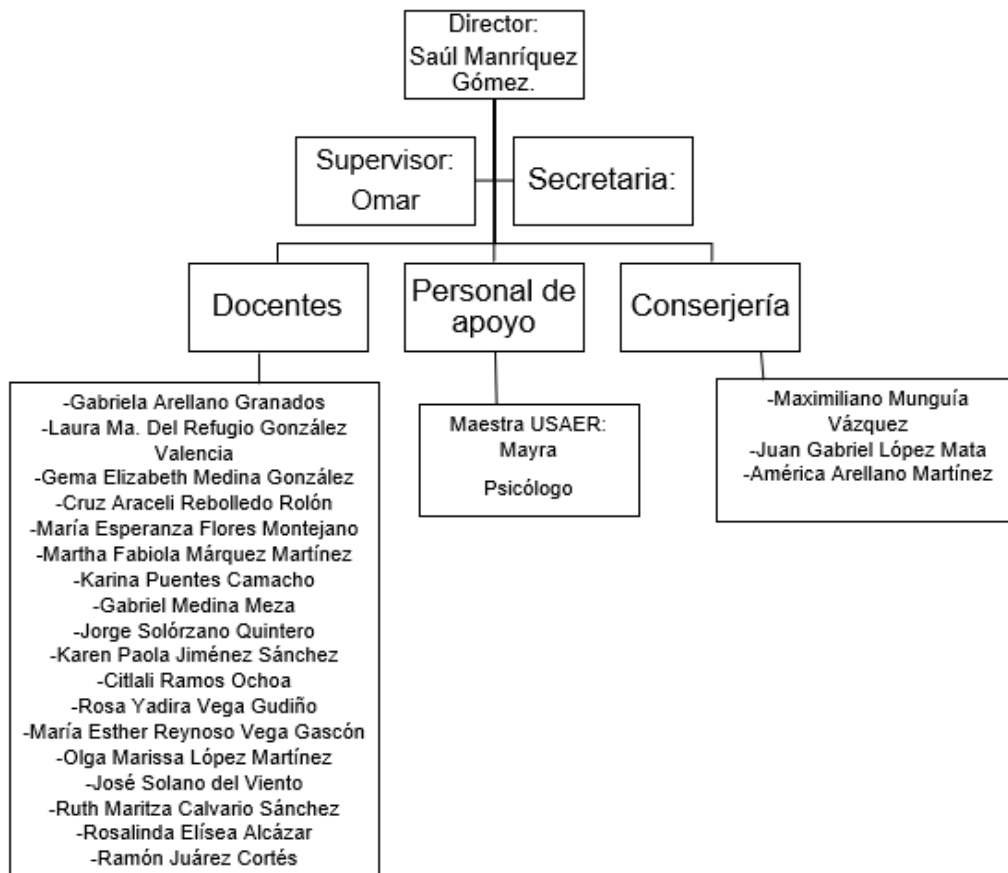 Director:
Saúl Manríquez
Gómez.
Supervisor:
Omar
Secretaria:
Docentes
Personal de
apoyo
Conserjería
-Gabriela Arellano Granados
-Laura Ma. Del Refugio González
Valencia
-Gema Elizabeth Medina González
-Cruz Araceli Rebolledo Rolón
-María Esperanza Flores Montejano
-Martha Fabiola Márquez Martínez
-Karina Puentes Camacho
-Gabriel Medina Meza
-Jorge Solórzano Quintero
-Karen Paola Jiménez Sánchez
-Citlali Ramos Ochoa
-Rosa Yadira Vega Gudiño
-María Esther Reynoso Vega Gascón
-Olga Marissa López Martínez
-José Solano del Viento
-Ruth Maritza Calvario Sánchez
-Rosalinda Elísea Alcázar
-Ramón Juárez Cortés
Maestra USAER:
Mayra
Psicólogo
-Maximiliano Munguía
Vázquez
-Juan Gabriel López Mata
-América Arellano Martínez